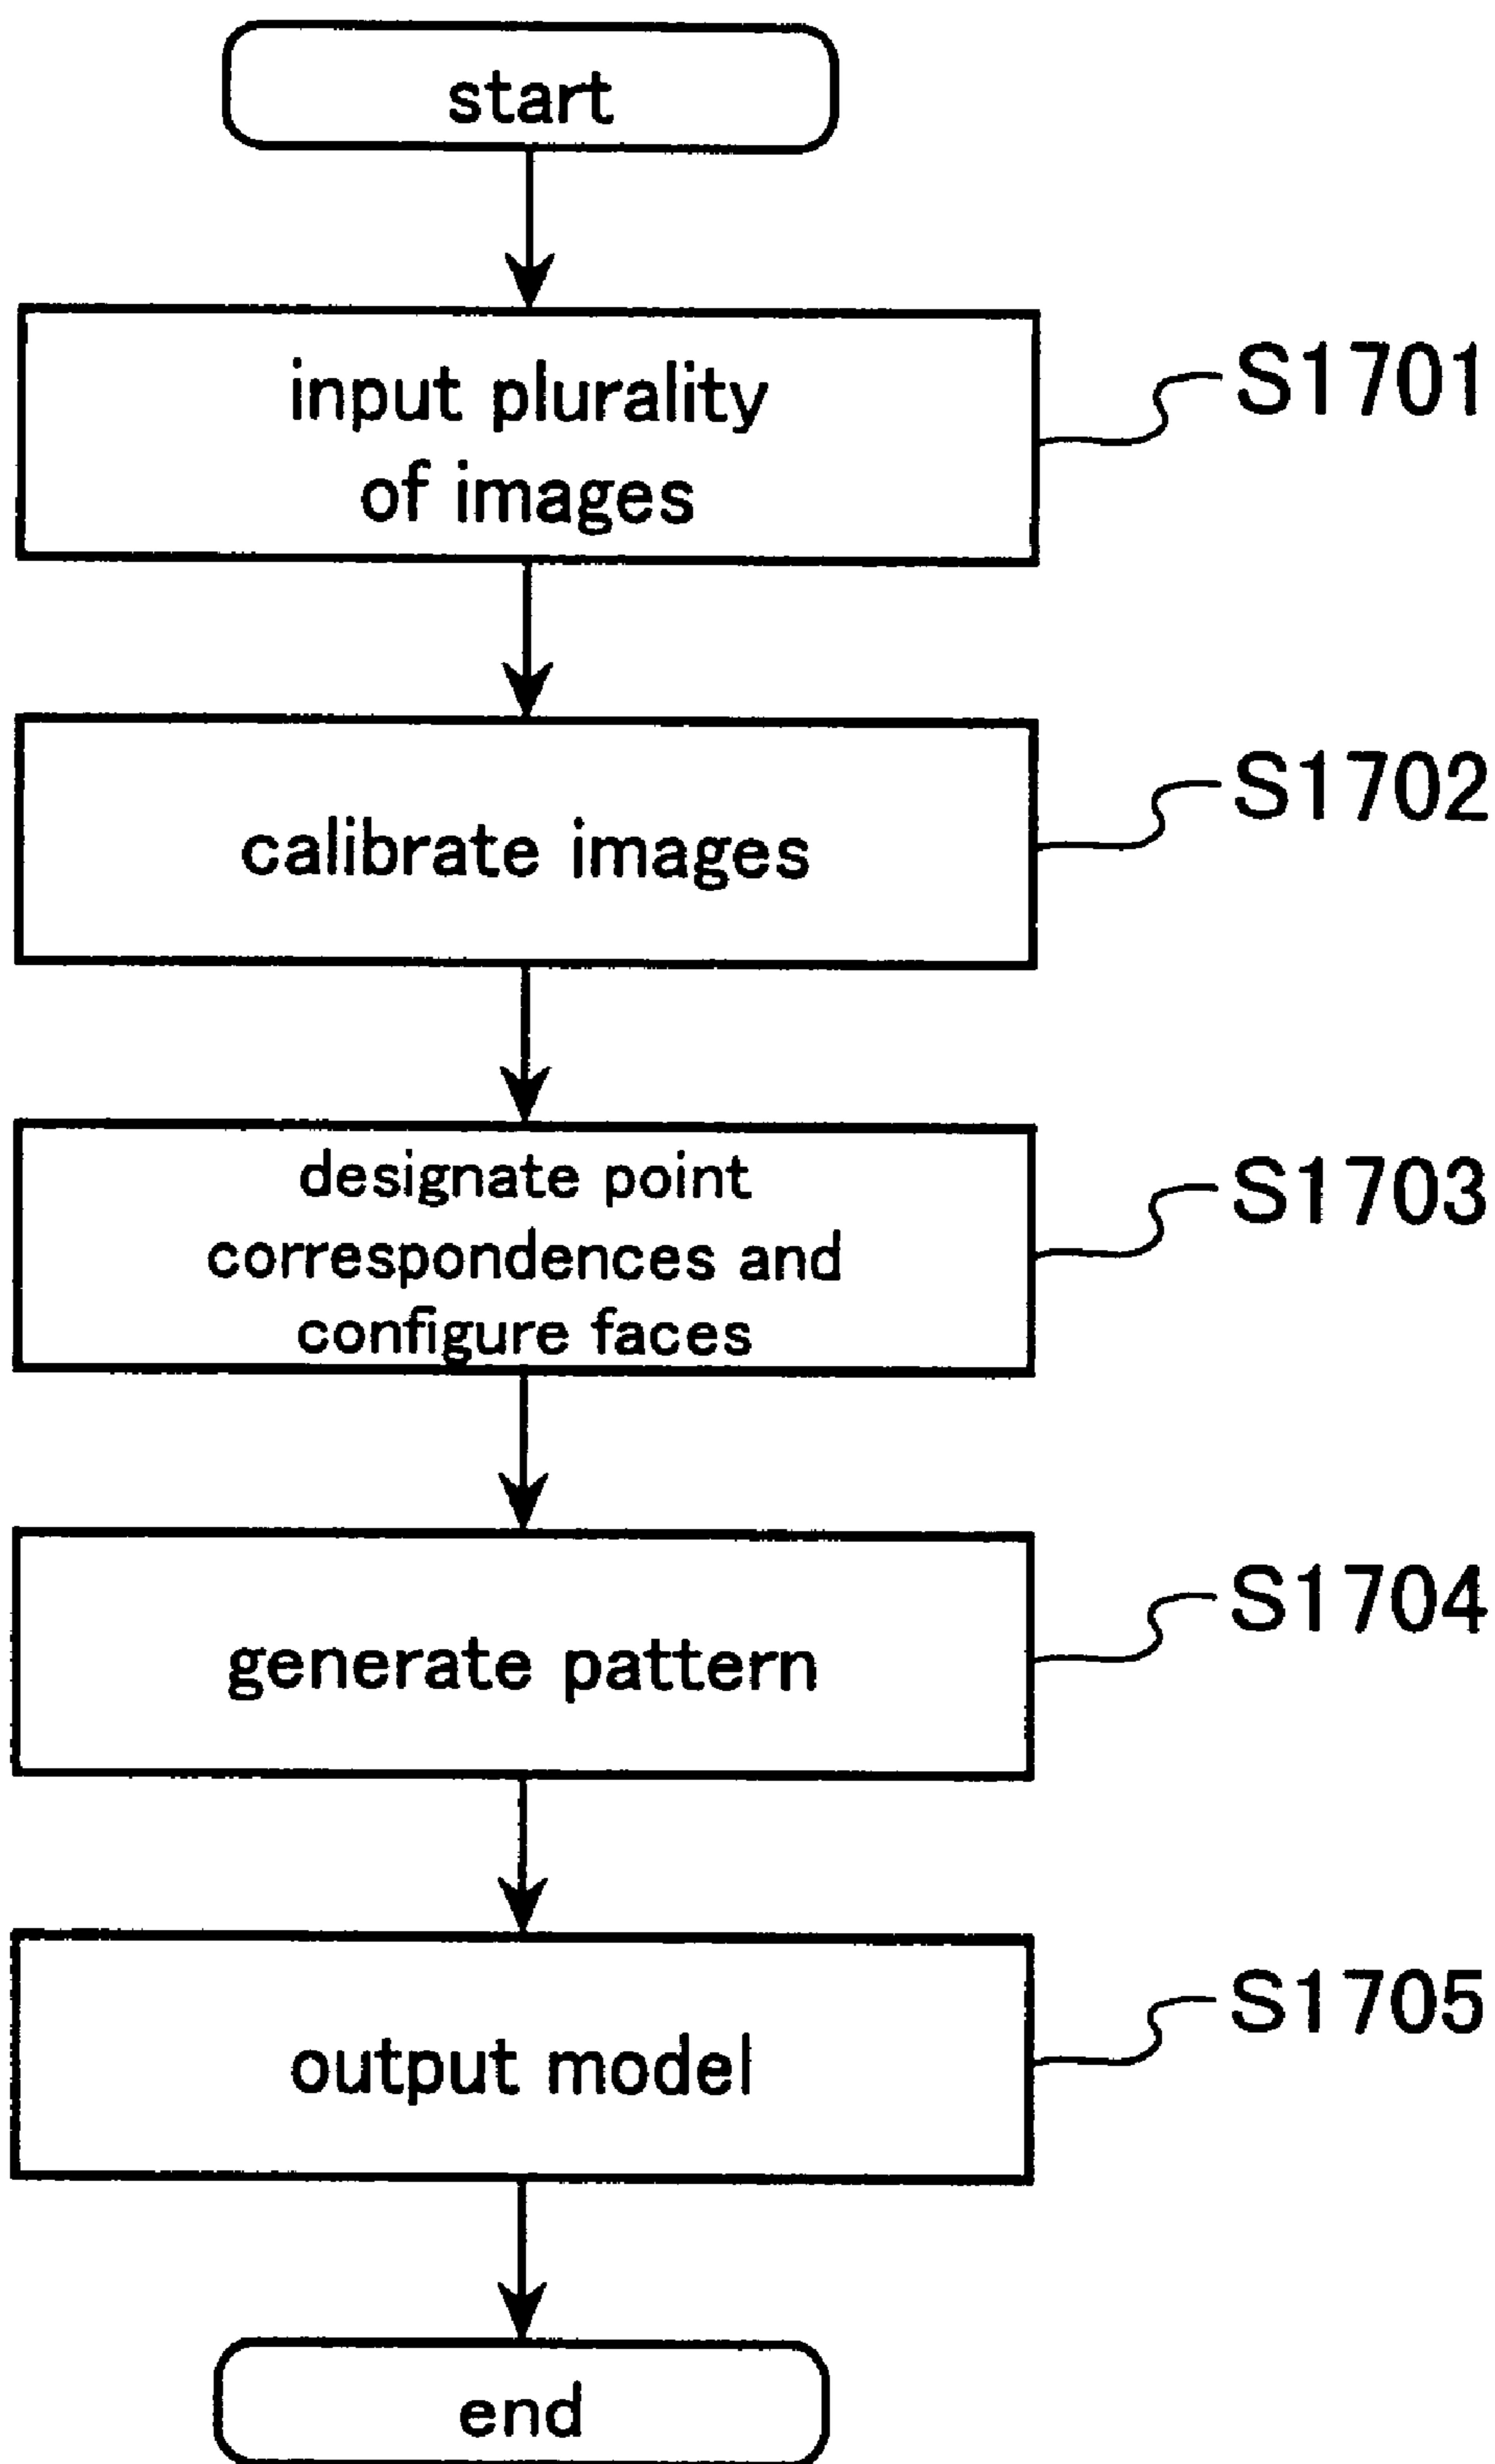 start
input plurality
of images
S1701
calibrate images
S1702
designate point
correspondences and
configure faces
S1703
generate pattern
S1704
output model
S1705
end